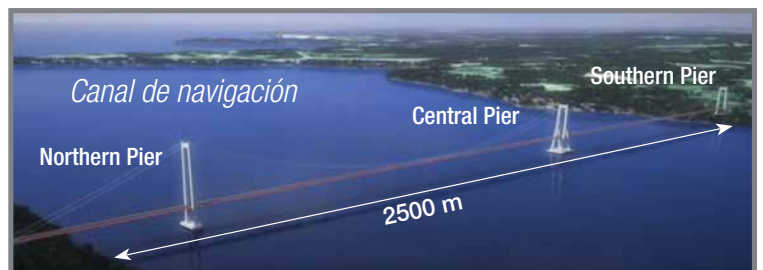 Canal de navigación
Southern Pier
Central Pier
Northern Pier
2500 m